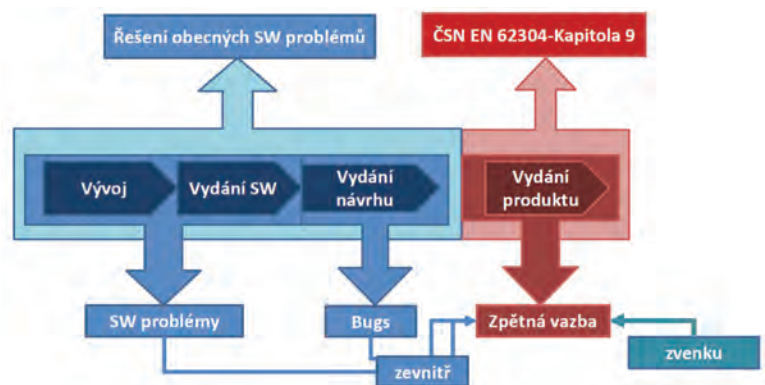 Řešení obecných SW problémů
ČSN EN 62304-Kapitola 9
Vývoj
Vydání SW
Vydání
návrhu
Vydání
produktu
SW problémy
Bugs
Zpětná vazba
zevnitř
zvenku